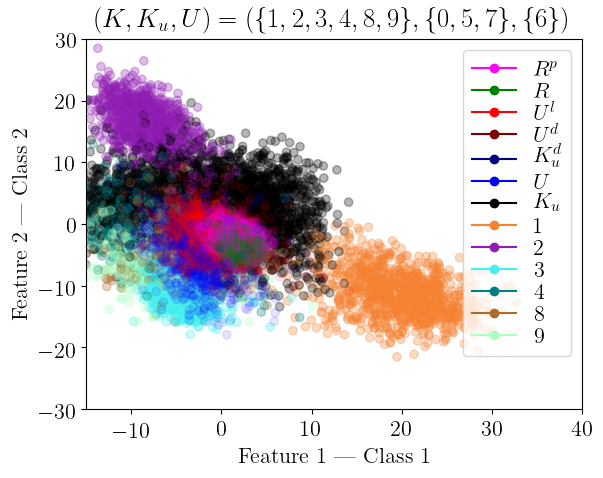 (K, K_u, U) = ({1, 2, 3, 4, 8, 9}, {0, 5, 7}, {6})
30
20
10
0
−10
−20
−30
Feature 2 — Class 2
−10
0
10
20
30
40
Feature 1 — Class 1
R^p
R
U^l
U^d
K_u^d
U
K_u
1
2
3
4
8
9